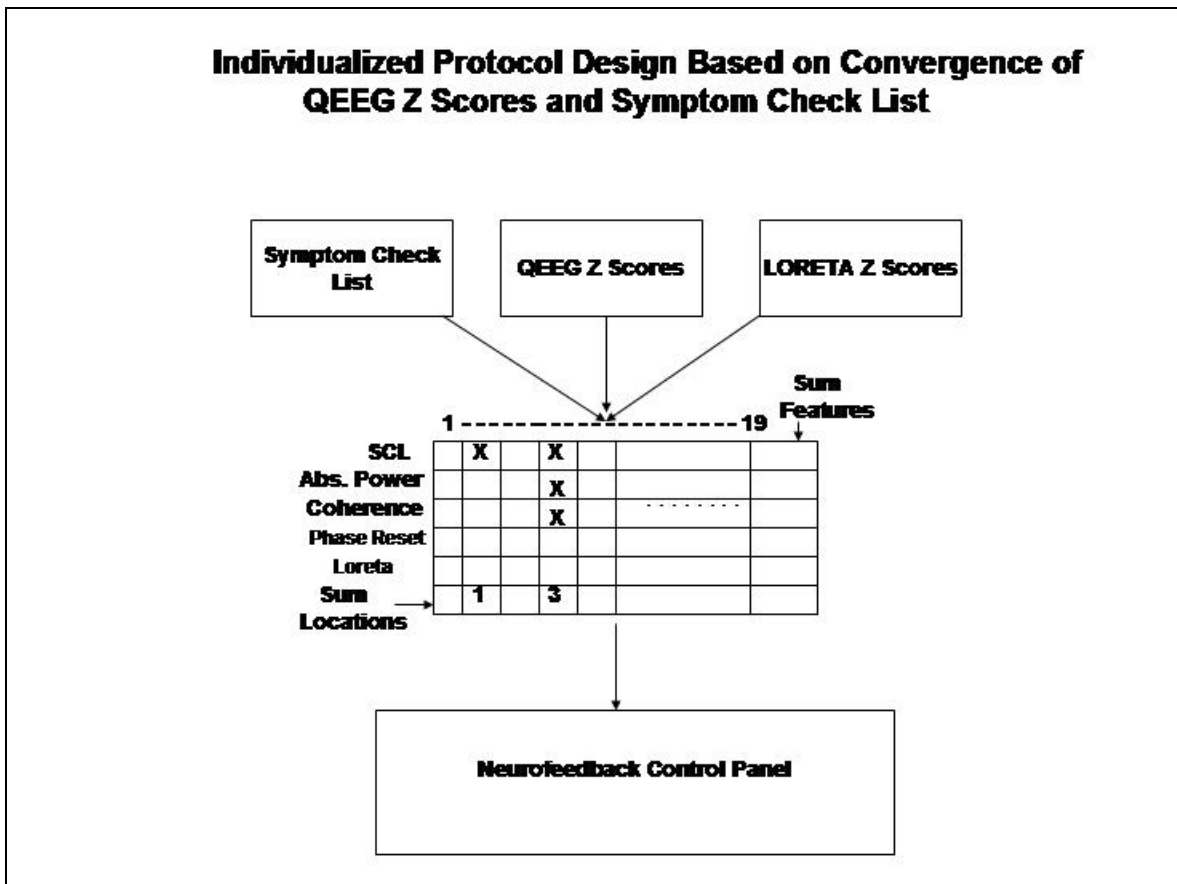 Individualized Protocol Design Based on Convergence of
QEEG Z Scores and Symptom Check List
Symptom Check
List
QEEG Z Scores
LORETA Z Scores
Sum
Features
1 ---------------------- 19
SCL X X
Abs. Power X
Coherence X ........
Phase Reset
Loreta
Sum
Locations
1 3
Neurofeedback Control Panel